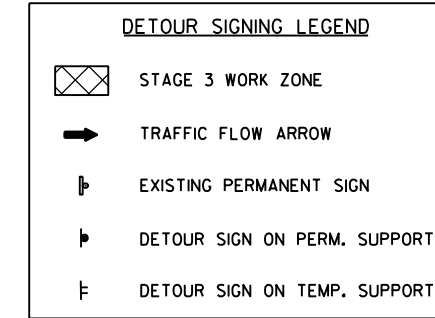 DETOUR SIGNING LEGEND
STAGE 3 WORK ZONE
TRAFFIC FLOW ARROW
EXISTING PERMANENT SIGN
DETOUR SIGN ON PERM. SUPPORT
DETOUR SIGN ON TEMP. SUPPORT